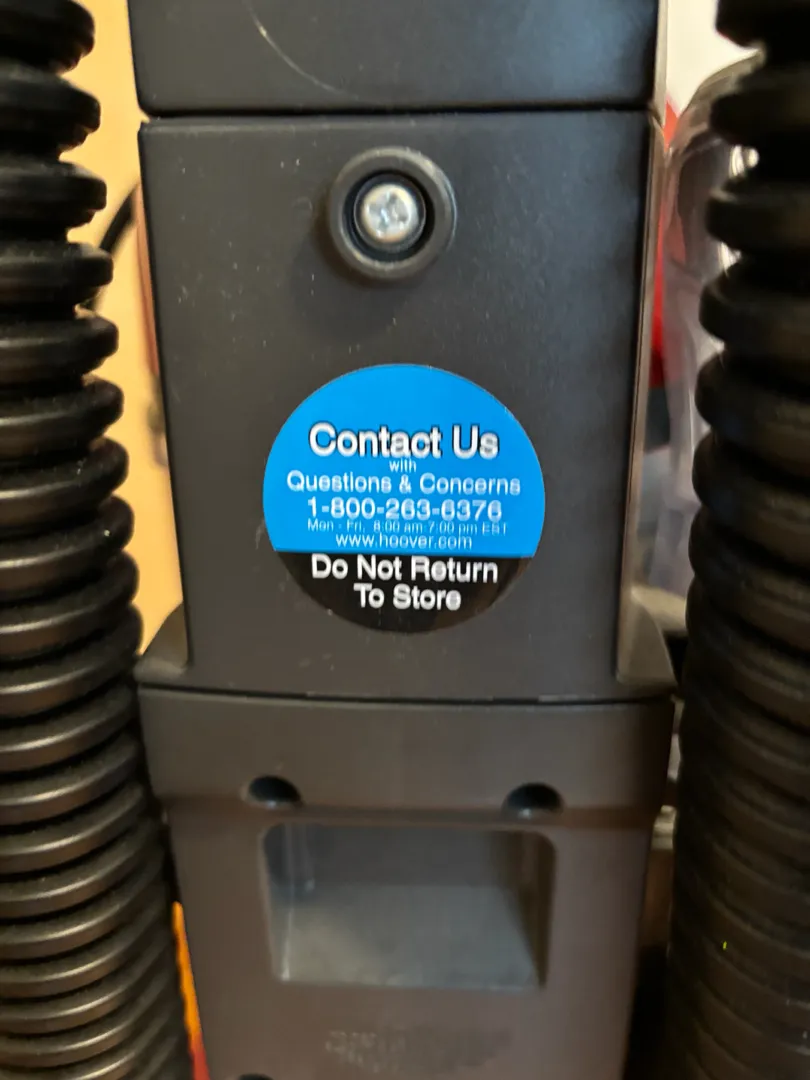 Contact Us
with
Questions & Concerns
1-800-263-6376
Mon - Fri, 8:00 am-7:00 pm EST
www.hoover.com
Do Not Return
To Store